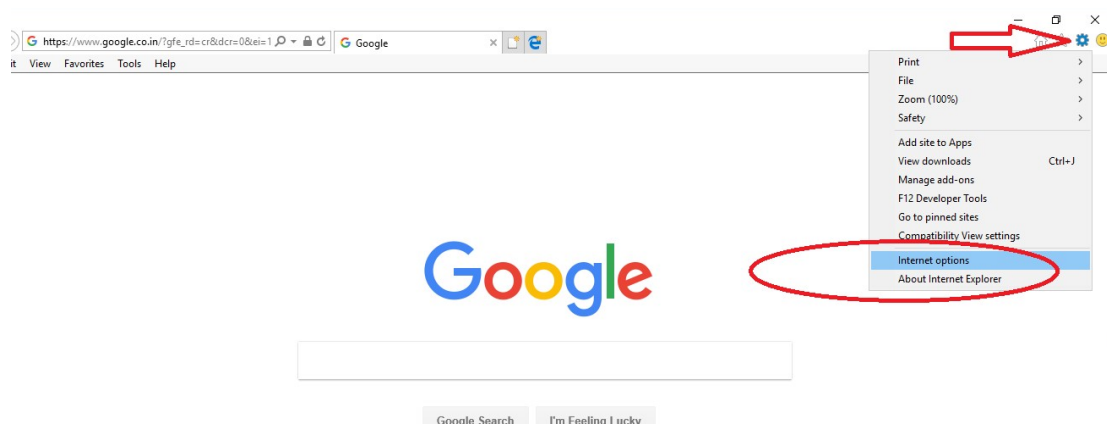 https://www.google.co.in/?gfe_rd=cr&dcr=0&ei=1
Google
it View Favorites Tools Help
Print
File
Zoom (100%)
Safety
Add site to Apps
View downloads Ctrl+J
Manage add-ons
F12 Developer Tools
Go to pinned sites
Compatibility View settings
Internet options
About Internet Explorer
Google
Google Search I'm Feeling Lucky